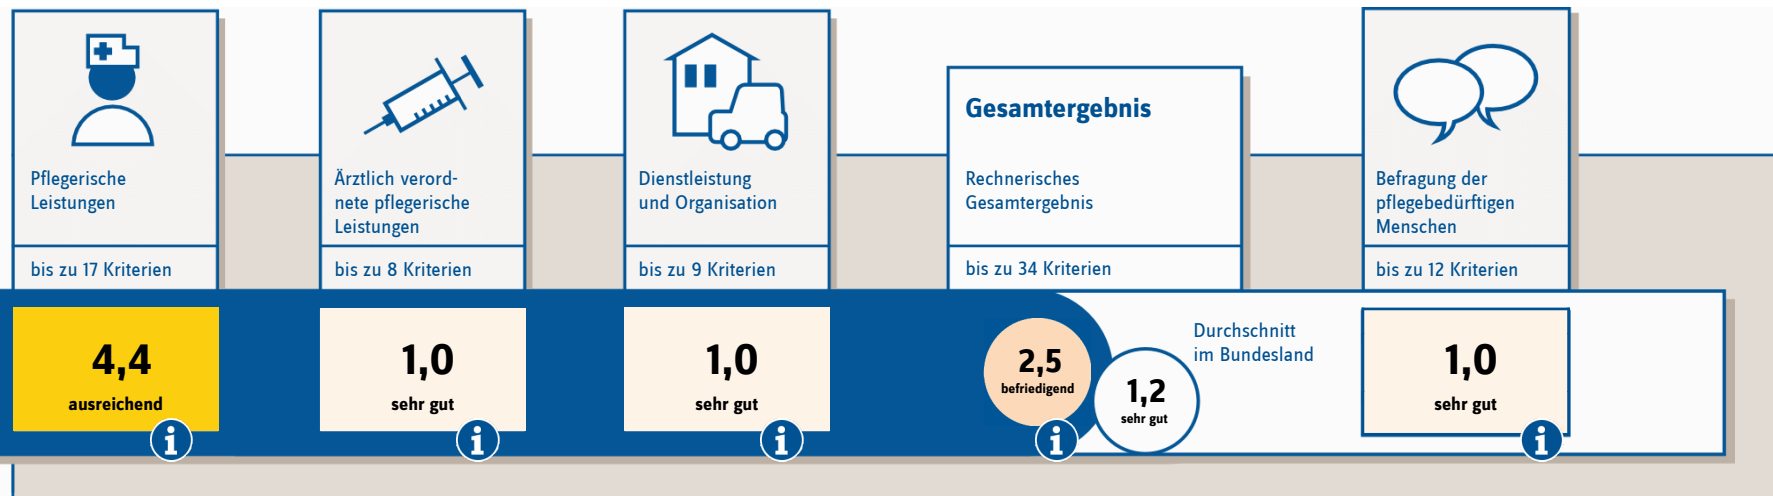 Pflegerische
Leistungen
bis zu 17 Kriterien
4,4
ausreichend
i
Ärztlich verord-
nete pflegerische
Leistungen
bis zu 8 Kriterien
1,0
sehr gut
i
Dienstleistung
und Organisation
bis zu 9 Kriterien
1,0
sehr gut
i
Gesamtergebnis
Rechnerisches
Gesamtergebnis
bis zu 34 Kriterien
2,5
befriedigend
i
1,2
sehr gut
Durchschnitt
im Bundesland
Befragung der
pflegebedürftigen
Menschen
bis zu 12 Kriterien
1,0
sehr gut
i